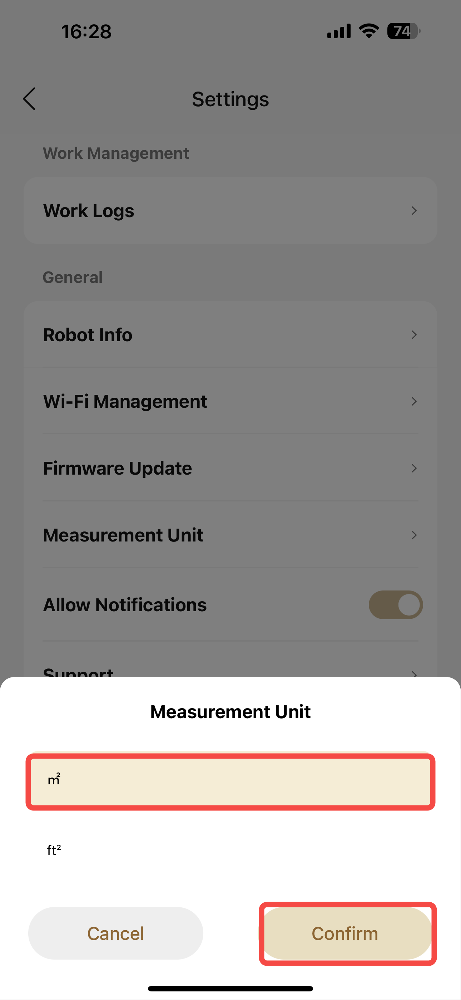 16:28
74
Settings
Work Management
Work Logs
General
Robot Info
Wi-Fi Management
Firmware Update
Measurement Unit
Allow Notifications
Support
Measurement Unit
㎡
ft²
Cancel
Confirm